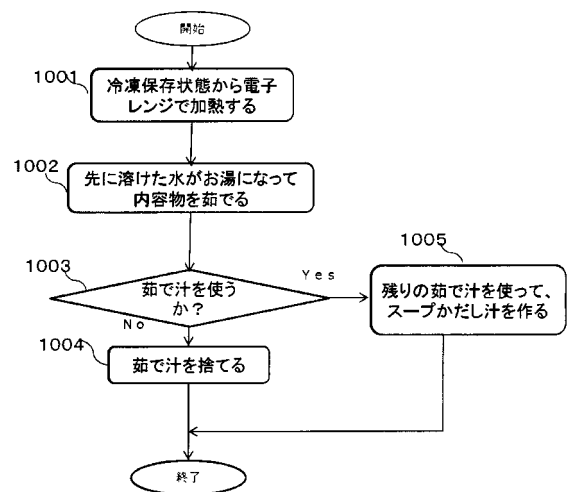 開始
1001
冷凍保存状態から電子
レンジで加熱する
1002
先に溶けた水がお湯になって
内容物を茹でる
1003
茹で汁を使う
か？
Yes
1005
残りの茹で汁を使って、
スープかだし汁を作る
No
1004
茹で汁を捨てる
終了